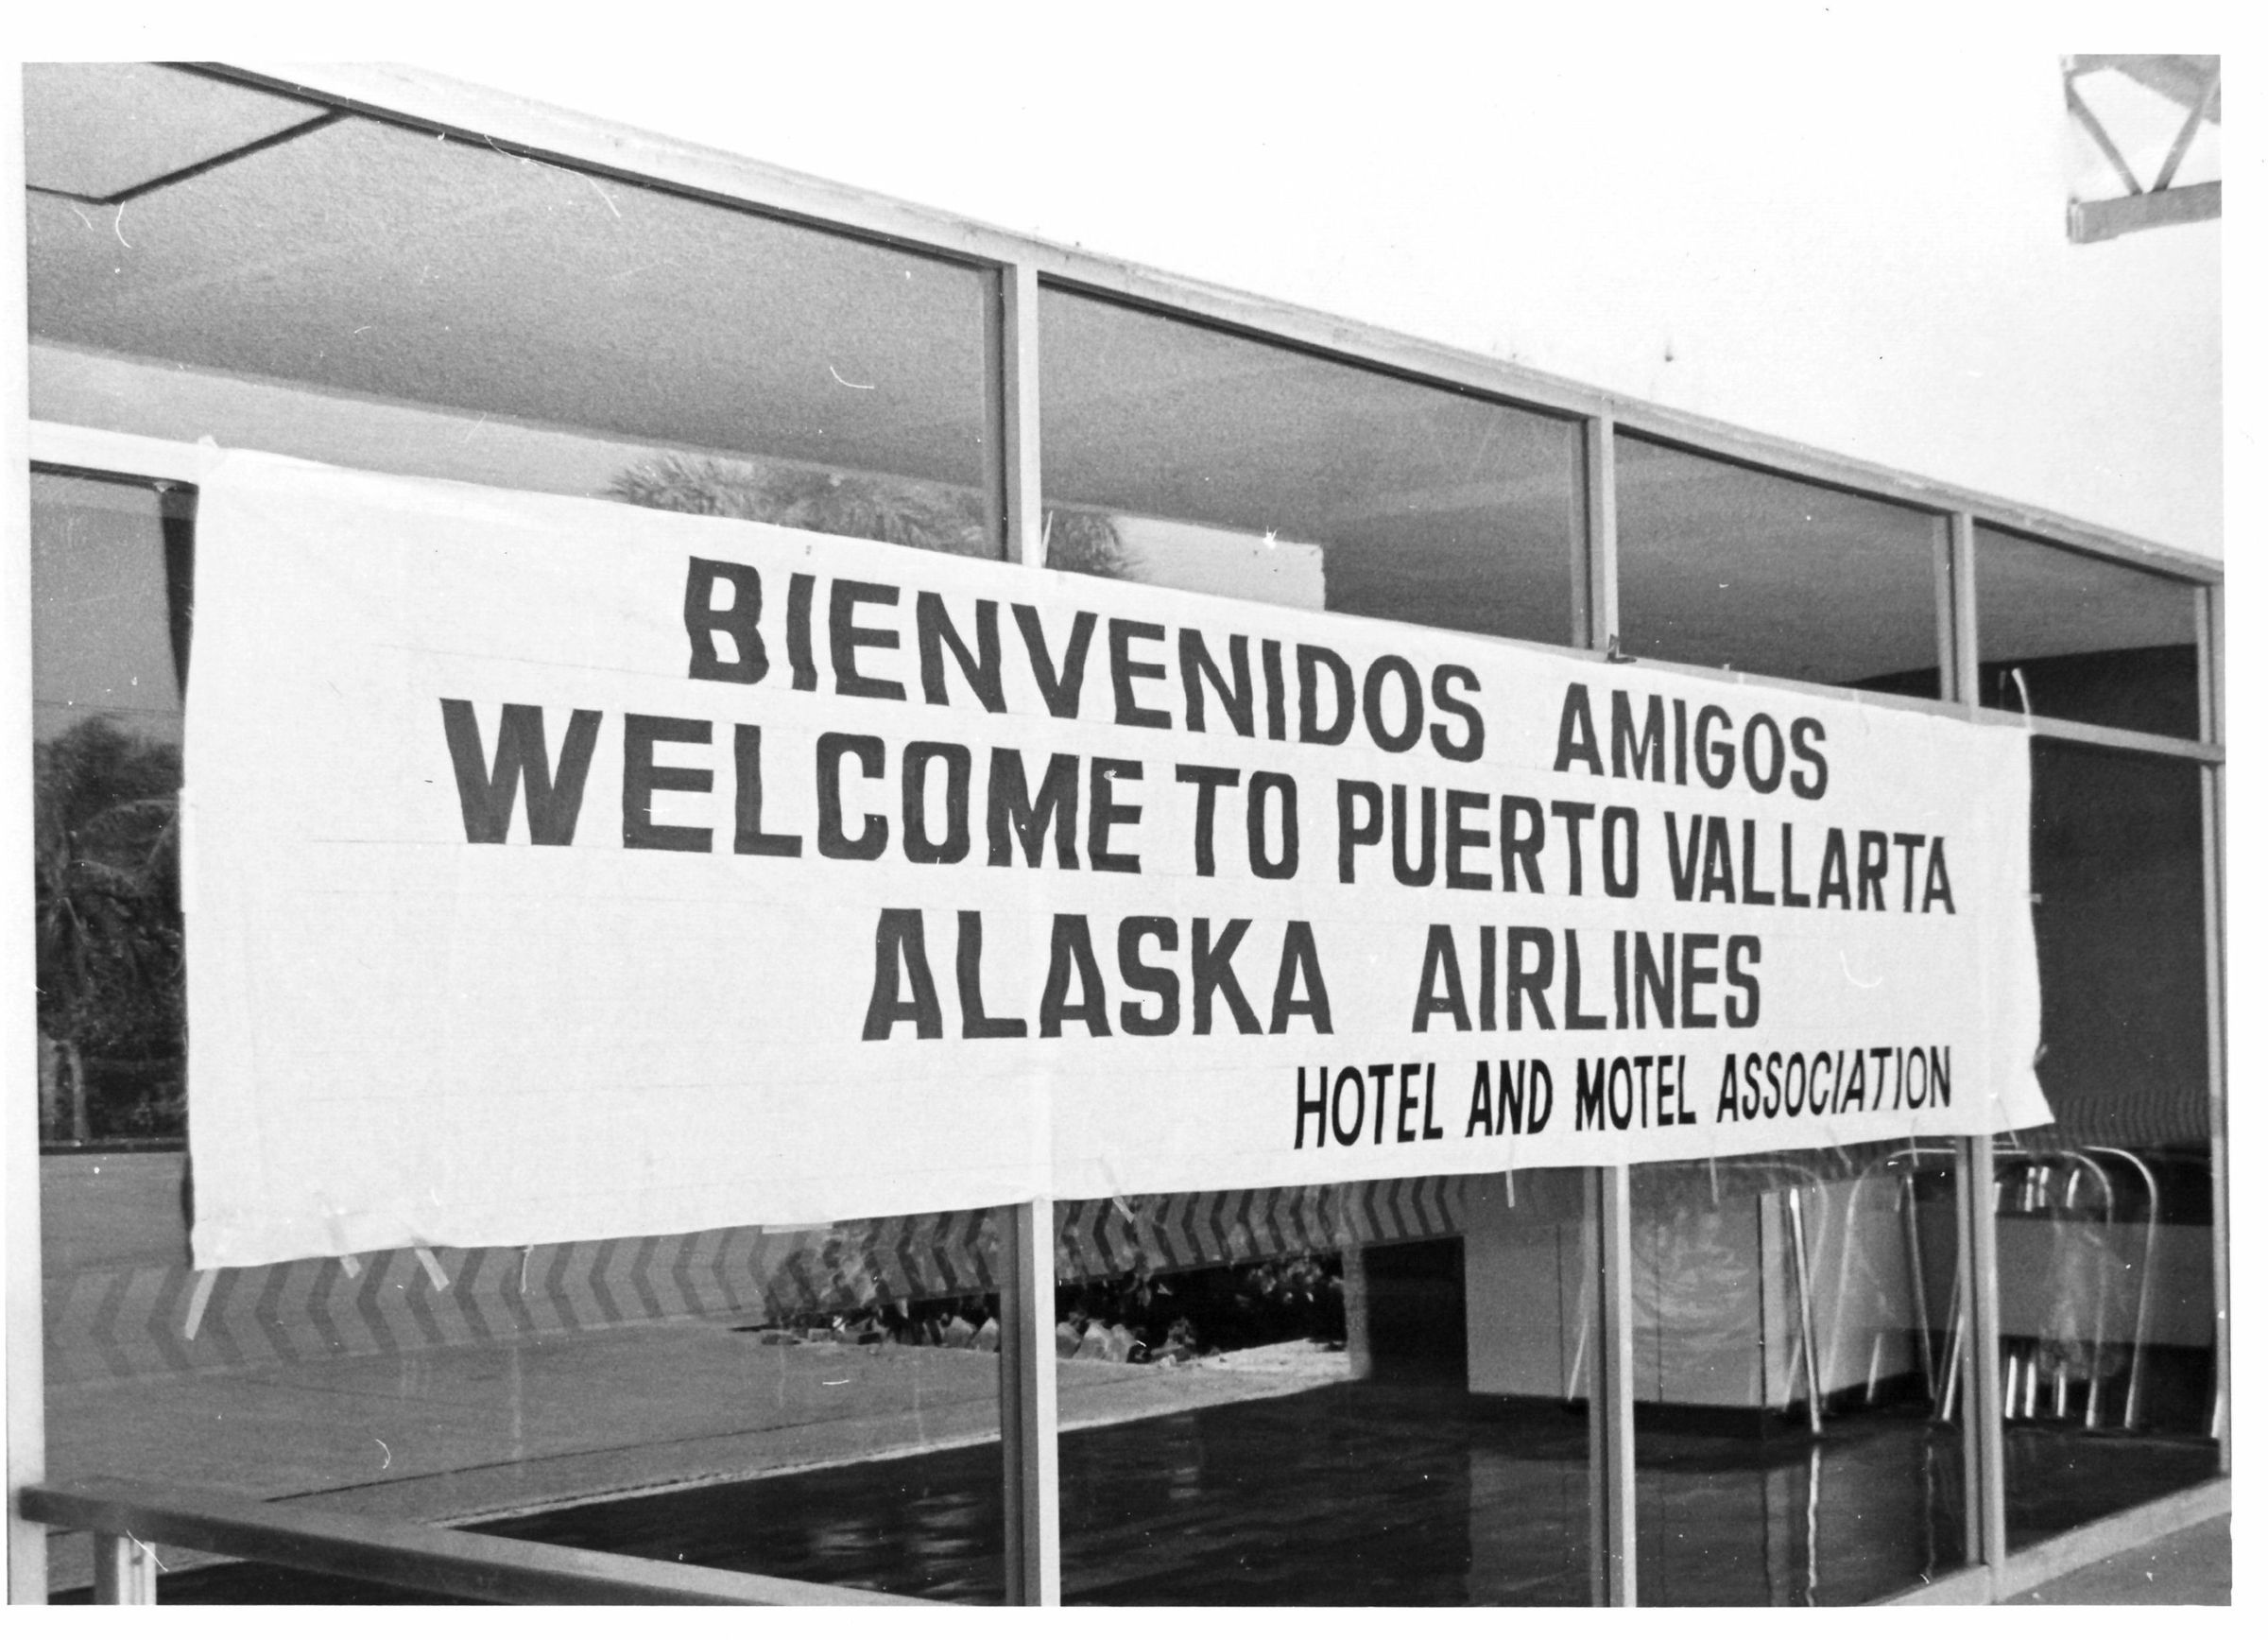 BIENVENIDOS AMIGOS
WELCOME TO PUERTO VALLARTA
ALASKA AIRLINES
HOTEL AND MOTEL ASSOCIATION